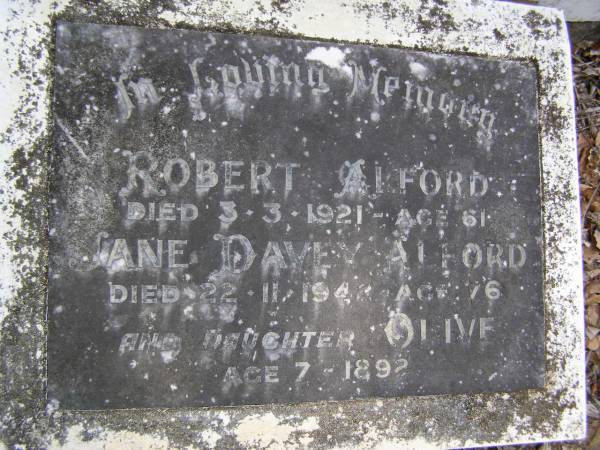 In Loving Memory
ROBERT ALFORD
DIED 3·3·1921 - AGE 61
JANE DAVEY ALFORD
DIED 22·11·194 - AGE 76
AND DAUGHTER OLIVE
AGE 7 - 1892